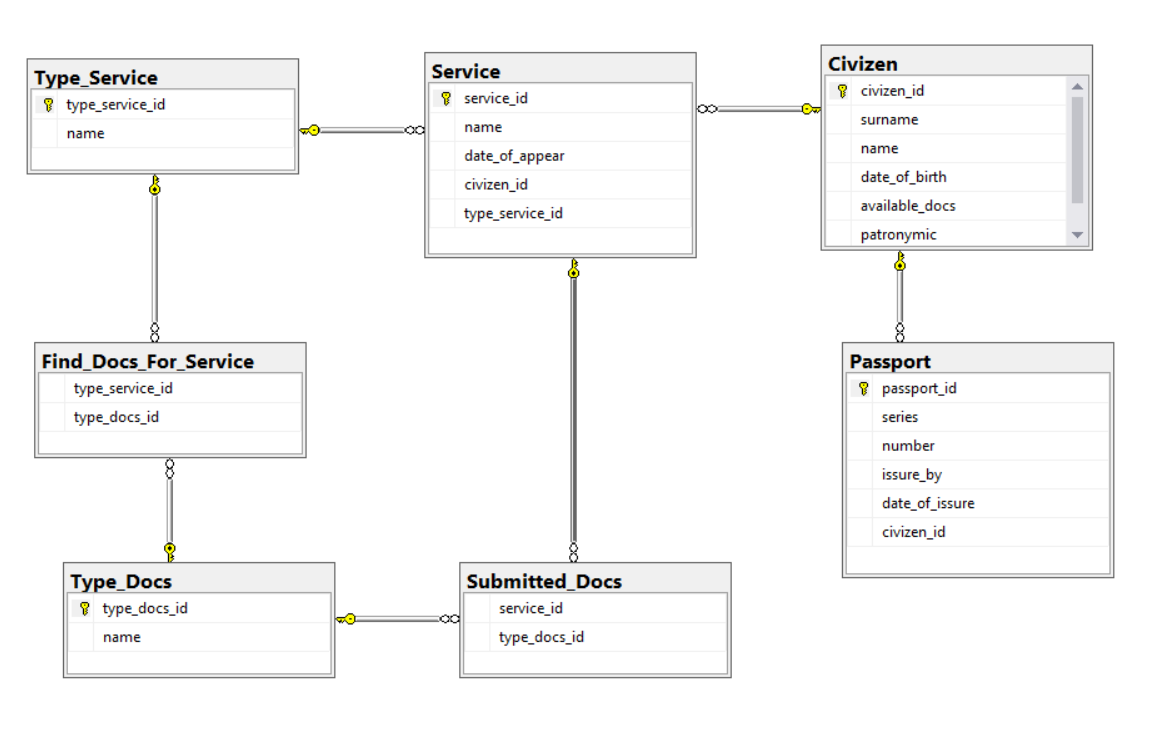 Type_Service
type_service_id
name
Service
service_id
name
date_of_appear
civizen_id
type_service_id
Civizen
civizen_id
surname
name
date_of_birth
available_docs
patronymic
Find_Docs_For_Service
type_service_id
type_docs_id
Passport
passport_id
series
number
issure_by
date_of_issure
civizen_id
Type_Docs
type_docs_id
name
Submitted_Docs
service_id
type_docs_id